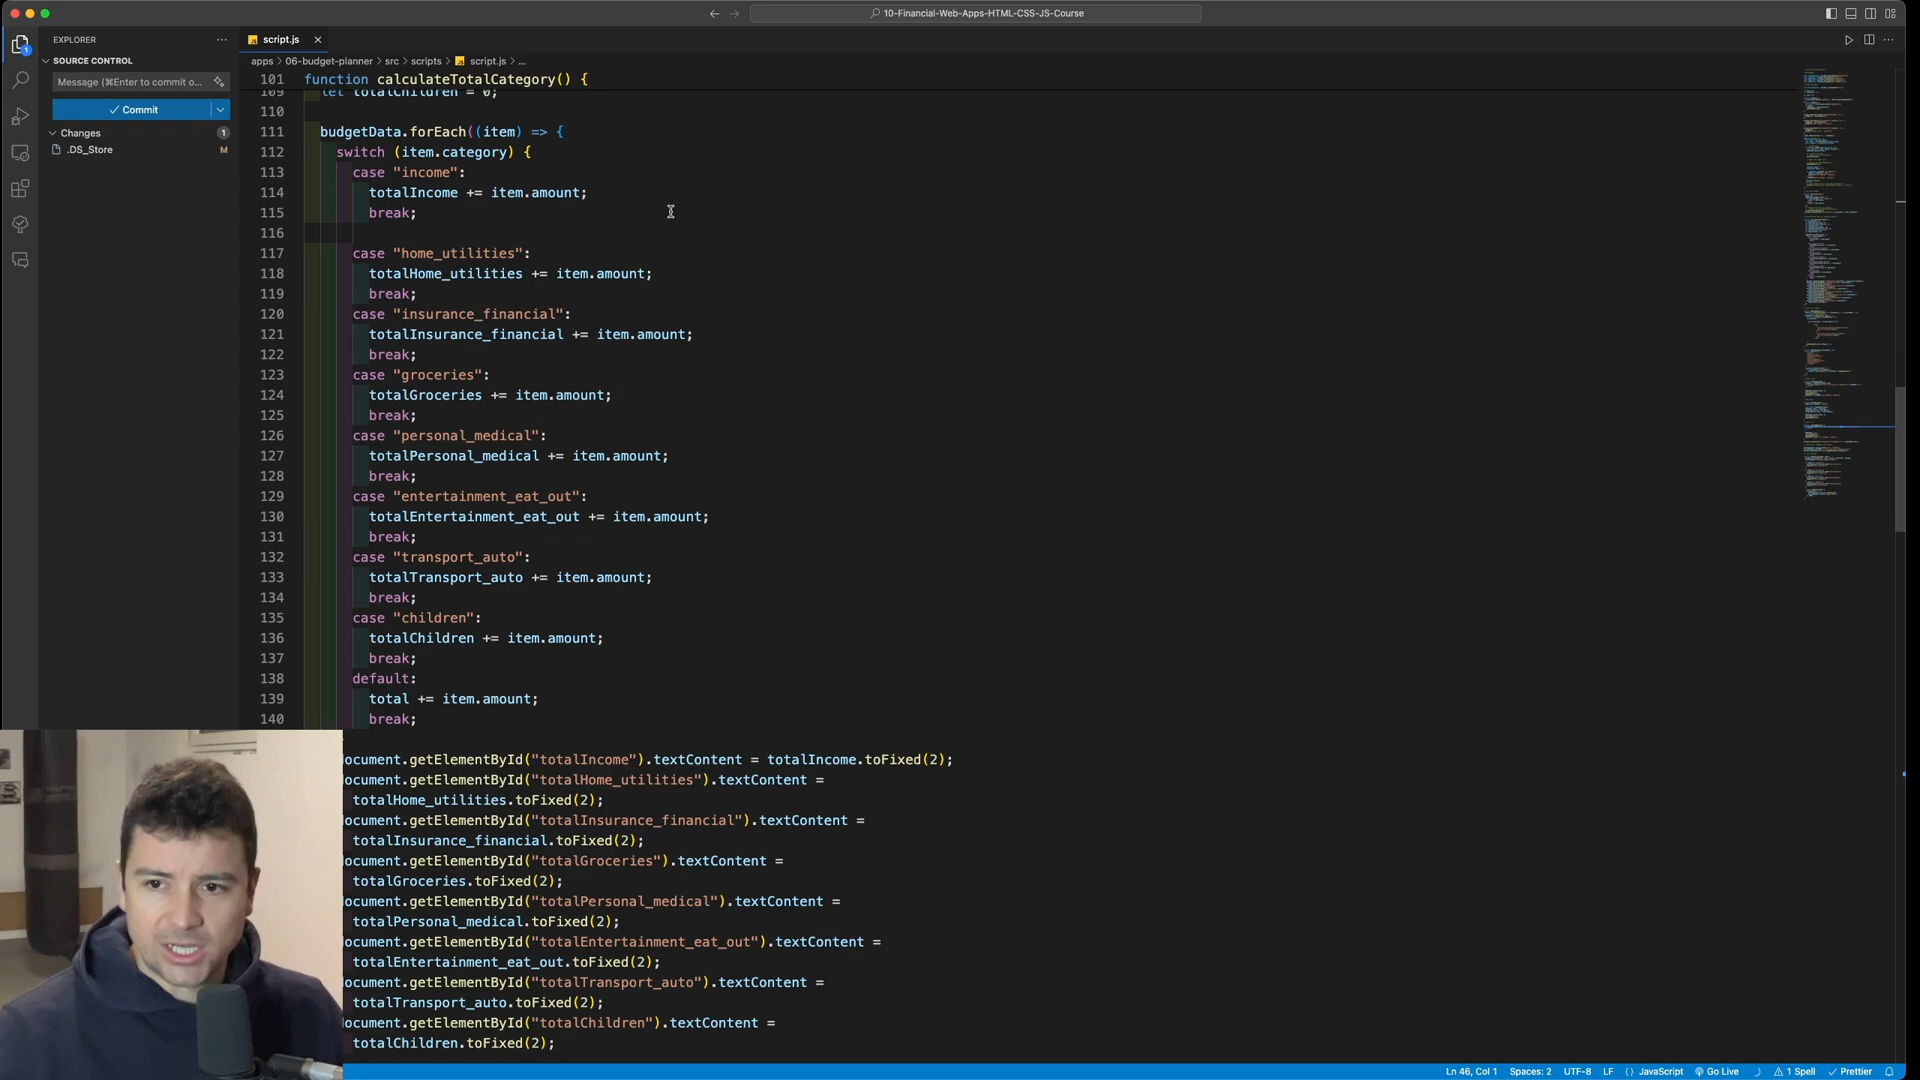 10-Financial-Web-Apps-HTML-CSS-JS-Course
EXPLORER
SOURCE CONTROL
Message (⌘Enter to commit o...
Commit
Changes 1
.DS_Store M
script.js
apps > 06-budget-planner > src > scripts > script.js > ...
101 function calculateTotalCategory() {
109 let totalChildren = 0;
110
111 budgetData.forEach((item) => {
112 switch (item.category) {
113 case "income":
114 totalIncome += item.amount;
115 break;
116
117 case "home_utilities":
118 totalHome_utilities += item.amount;
119 break;
120 case "insurance_financial":
121 totalInsurance_financial += item.amount;
122 break;
123 case "groceries":
124 totalGroceries += item.amount;
125 break;
126 case "personal_medical":
127 totalPersonal_medical += item.amount;
128 break;
129 case "entertainment_eat_out":
130 totalEntertainment_eat_out += item.amount;
131 break;
132 case "transport_auto":
133 totalTransport_auto += item.amount;
134 break;
135 case "children":
136 totalChildren += item.amount;
137 break;
138 default:
139 total += item.amount;
140 break;
ocument.getElementById("totalIncome").textContent = totalIncome.toFixed(2);
ocument.getElementById("totalHome_utilities").textContent =
totalHome_utilities.toFixed(2);
ocument.getElementById("totalInsurance_financial").textContent =
totalInsurance_financial.toFixed(2);
ocument.getElementById("totalGroceries").textContent =
totalGroceries.toFixed(2);
ocument.getElementById("totalPersonal_medical").textContent =
totalPersonal_medical.toFixed(2);
ocument.getElementById("totalEntertainment_eat_out").textContent =
totalEntertainment_eat_out.toFixed(2);
ocument.getElementById("totalTransport_auto").textContent =
totalTransport_auto.toFixed(2);
ocument.getElementById("totalChildren").textContent =
totalChildren.toFixed(2);
Ln 46, Col 1 Spaces: 2 UTF-8 LF {} JavaScript Go Live 1 Spell Prettier